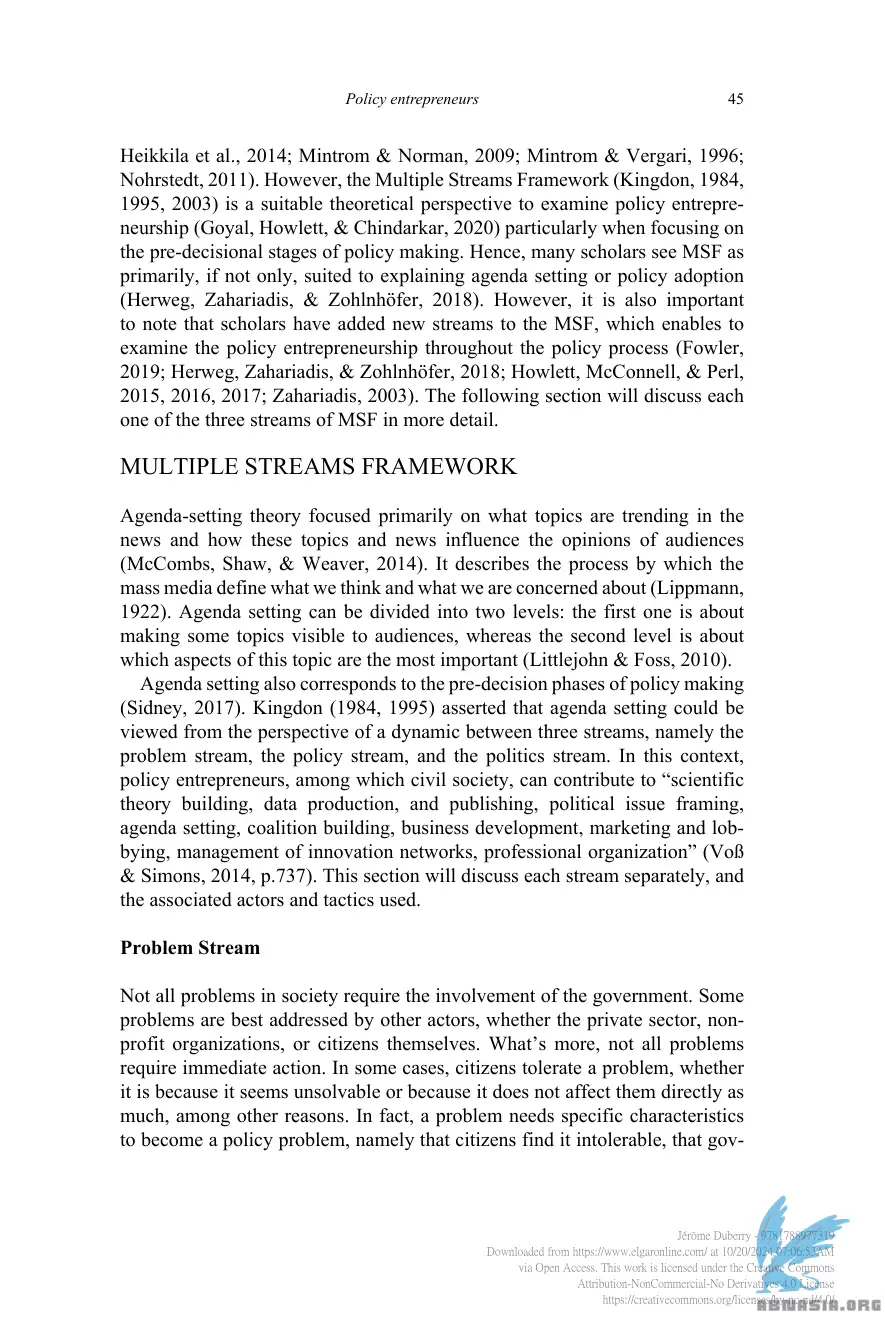 Policy entrepreneurs 45
Heikkila et al., 2014; Mintrom & Norman, 2009; Mintrom & Vergari, 1996;
Nohrstedt, 2011). However, the Multiple Streams Framework (Kingdon, 1984,
1995, 2003) is a suitable theoretical perspective to examine policy entrepre-
neurship (Goyal, Howlett, & Chindarkar, 2020) particularly when focusing on
the pre-decisional stages of policy making. Hence, many scholars see MSF as
primarily, if not only, suited to explaining agenda setting or policy adoption
(Herweg, Zahariadis, & Zohlnhöfer, 2018). However, it is also important
to note that scholars have added new streams to the MSF, which enables to
examine the policy entrepreneurship throughout the policy process (Fowler,
2019; Herweg, Zahariadis, & Zohlnhöfer, 2018; Howlett, McConnell, & Perl,
2015, 2016, 2017; Zahariadis, 2003). The following section will discuss each
one of the three streams of MSF in more detail.
MULTIPLE STREAMS FRAMEWORK
Agenda-setting theory focused primarily on what topics are trending in the
news and how these topics and news influence the opinions of audiences
(McCombs, Shaw, & Weaver, 2014). It describes the process by which the
mass media define what we think and what we are concerned about (Lippmann,
1922). Agenda setting can be divided into two levels: the first one is about
making some topics visible to audiences, whereas the second level is about
which aspects of this topic are the most important (Littlejohn & Foss, 2010).
Agenda setting also corresponds to the pre-decision phases of policy making
(Sidney, 2017). Kingdon (1984, 1995) asserted that agenda setting could be
viewed from the perspective of a dynamic between three streams, namely the
problem stream, the policy stream, and the politics stream. In this context,
policy entrepreneurs, among which civil society, can contribute to “scientific
theory building, data production, and publishing, political issue framing,
agenda setting, coalition building, business development, marketing and lob-
bying, management of innovation networks, professional organization” (Voß
& Simons, 2014, p.737). This section will discuss each stream separately, and
the associated actors and tactics used.
Problem Stream
Not all problems in society require the involvement of the government. Some
problems are best addressed by other actors, whether the private sector, non-
profit organizations, or citizens themselves. What’s more, not all problems
require immediate action. In some cases, citizens tolerate a problem, whether
it is because it seems unsolvable or because it does not affect them directly as
much, among other reasons. In fact, a problem needs specific characteristics
to become a policy problem, namely that citizens find it intolerable, that gov-
Jérôme Duberry - 9781788977319
Downloaded from https://www.elgaronline.com/ at 10/20/2024 07:06:53AM
via Open Access. This work is licensed under the Creative Commons
Attribution-NonCommercial-No Derivatives 4.0 License
https://creativecommons.org/licenses/by-nc-nd/4.0/
ABNASIA.ORG